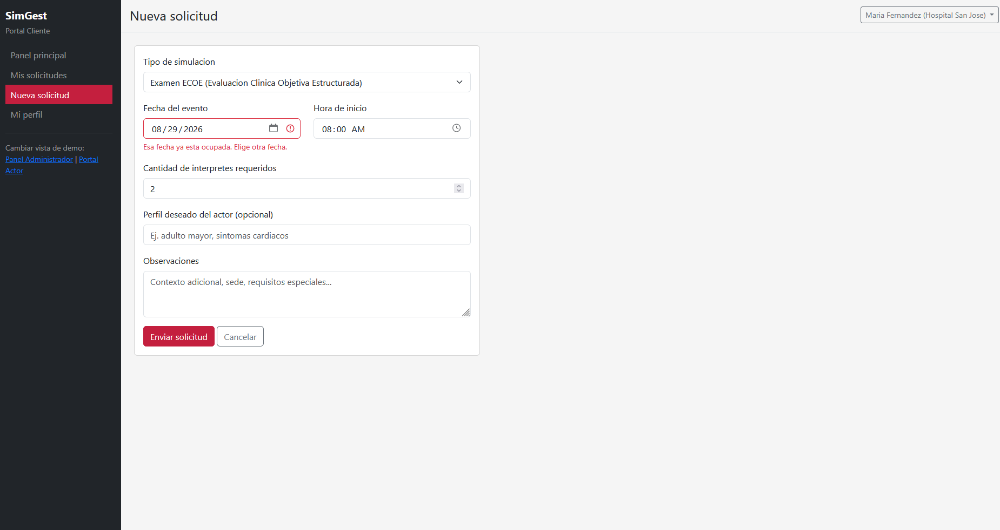 SimGest
Portal Cliente
Panel principal
Mis solicitudes
Nueva solicitud
Mi perfil
Cambiar vista de demo:
Panel Administrador | Portal
Actor
Nueva solicitud
Maria Fernandez (Hospital San Jose)
Tipo de simulacion
Examen ECOE (Evaluacion Clinica Objetiva Estructurada)
Fecha del evento
Hora de inicio
08/29/2026
08:00 AM
Esa fecha ya esta ocupada. Elige otra fecha.
Cantidad de interpretes requeridos
2
Perfil deseado del actor (opcional)
Ej. adulto mayor, sintomas cardiacos
Observaciones
Contexto adicional, sede, requisitos especiales...
Enviar solicitud
Cancelar